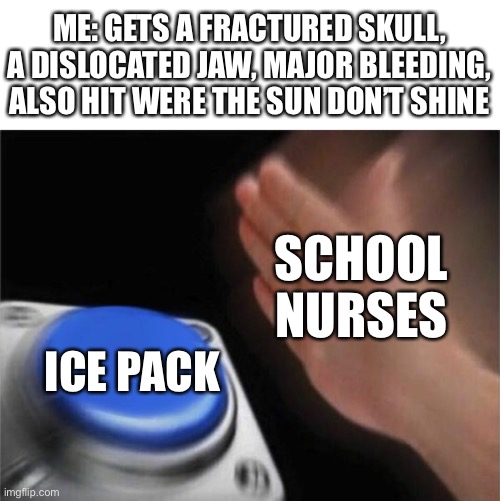 ME: GETS A FRACTURED SKULL,
A DISLOCATED JAW, MAJOR BLEEDING,
ALSO HIT WERE THE SUN DON'T SHINE
SCHOOL
NURSES
ICE PACK
imgflip.com